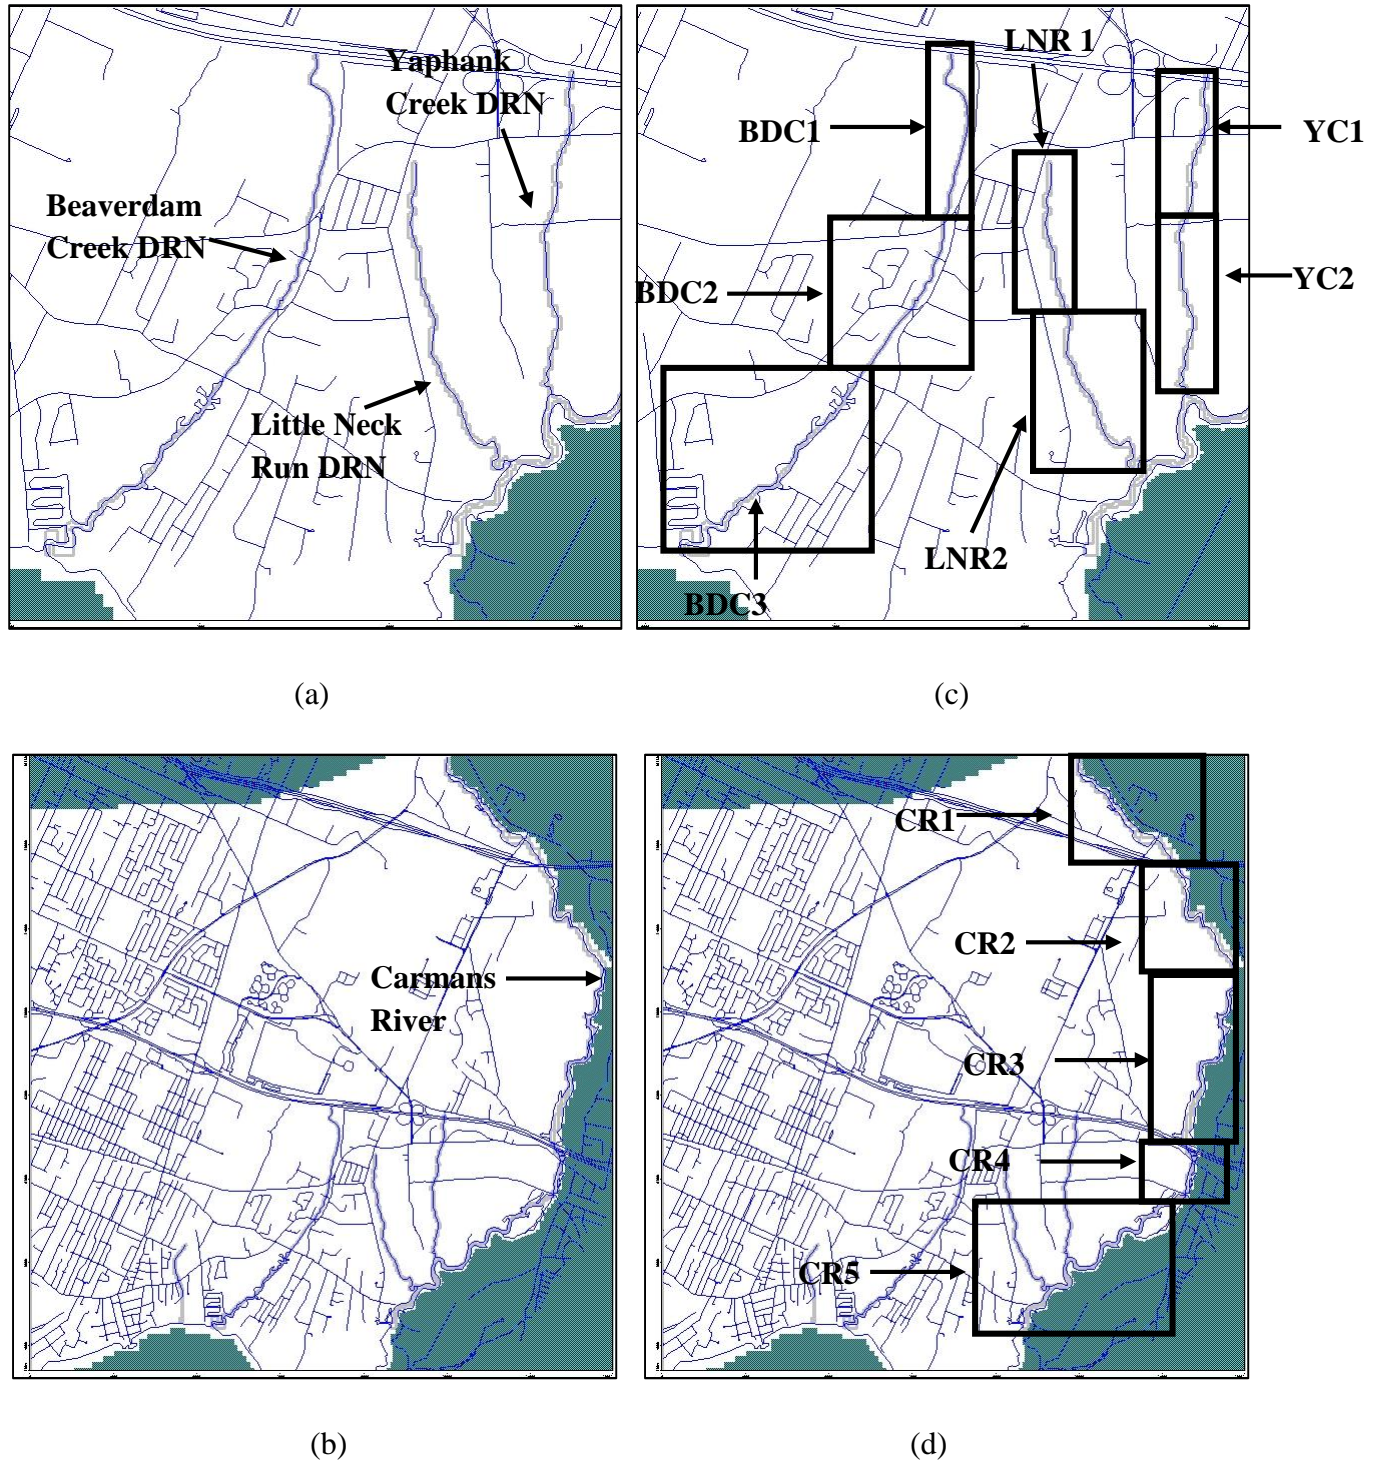 Yaphank
Creek DRN
Beaverdam
Creek DRN
Little Neck
Run DRN
(a)
LNR 1
BDC1
YC1
BDC2
YC2
LNR2
BDC3
(c)
Carmans
River
(b)
CR1
CR2
CR3
CR4
CR5
(d)